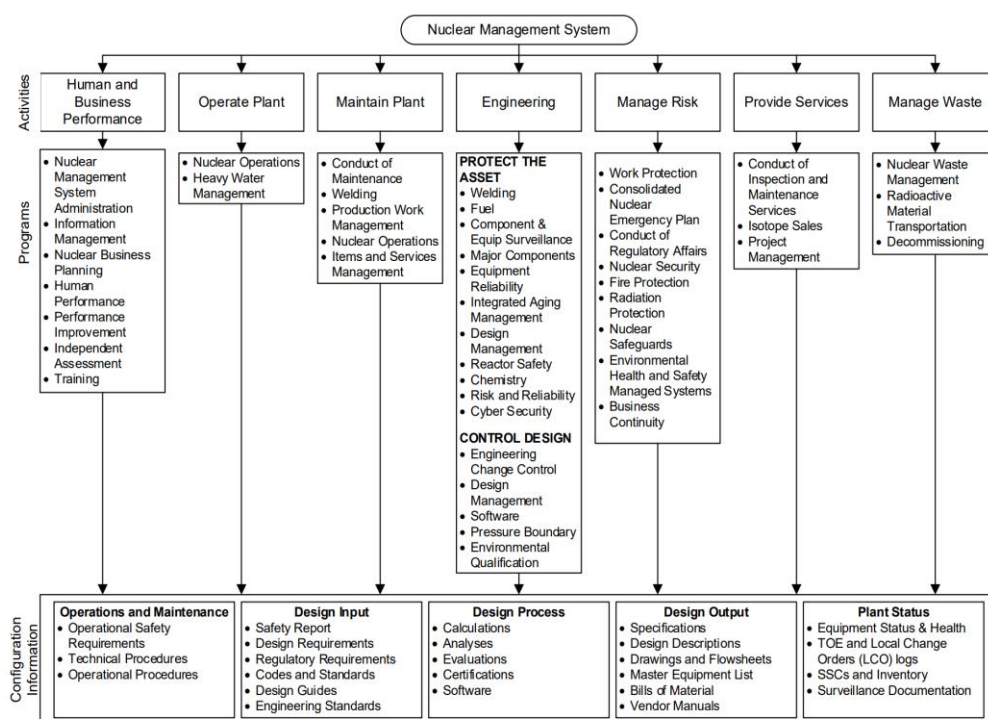 Nuclear Management System
Activities
Human and
Business
Performance
Operate Plant
Maintain Plant
Engineering
Manage Risk
Provide Services
Manage Waste
Programs
• Nuclear
Management
System
Administration
• Information
Management
• Nuclear Business
Planning
• Human
Performance
• Performance
Improvement
• Independent
Assessment
• Training
• Nuclear Operations
• Heavy Water
Management
• Conduct of
Maintenance
• Welding
• Production Work
Management
• Nuclear Operations
• Items and Services
Management
PROTECT THE
ASSET
• Welding
• Fuel
• Component &
Equip Surveillance
• Major Components
• Equipment
Reliability
• Integrated Aging
Management
• Design
Management
• Reactor Safety
• Chemistry
• Risk and Reliability
• Cyber Security
CONTROL DESIGN
• Engineering
Change Control
• Design
Management
• Software
• Pressure Boundary
• Environmental
Qualification
• Work Protection
• Consolidated
Nuclear
Emergency Plan
• Conduct of
Regulatory Affairs
• Nuclear Security
• Fire Protection
• Radiation
Protection
• Nuclear
Safeguards
• Environmental
Health and Safety
Managed Systems
• Business
Continuity
• Conduct of
Inspection and
Maintenance
Services
• Isotope Sales
• Project
Management
• Nuclear Waste
Management
• Radioactive
Material
Transportation
• Decommissioning
Configuration
Information
Operations and Maintenance
• Operational Safety
Requirements
• Technical Procedures
• Operational Procedures
Design Input
• Safety Report
• Design Requirements
• Regulatory Requirements
• Codes and Standards
• Design Guides
• Engineering Standards
Design Process
• Calculations
• Analyses
• Evaluations
• Certifications
• Software
Design Output
• Specifications
• Design Descriptions
• Drawings and Flowsheets
• Master Equipment List
• Bills of Material
• Vendor Manuals
Plant Status
• Equipment Status & Health
• TOE and Local Change
Orders (LCO) logs
• SSCs and Inventory
• Surveillance Documentation